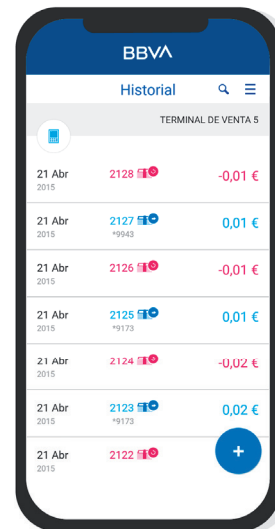 BBVA
Historial
TERMINAL DE VENTA 5
21 Abr 2128 -0,01 €
2015
21 Abr 2127 0,01 €
2015 *9943
21 Abr 2126 -0,01 €
2015
21 Abr 2125 0,01 €
2015 *9173
21 Abr 2124 -0,02 €
2015
21 Abr 2123 0,02 €
2015 *9173
21 Abr 2122
2015
+